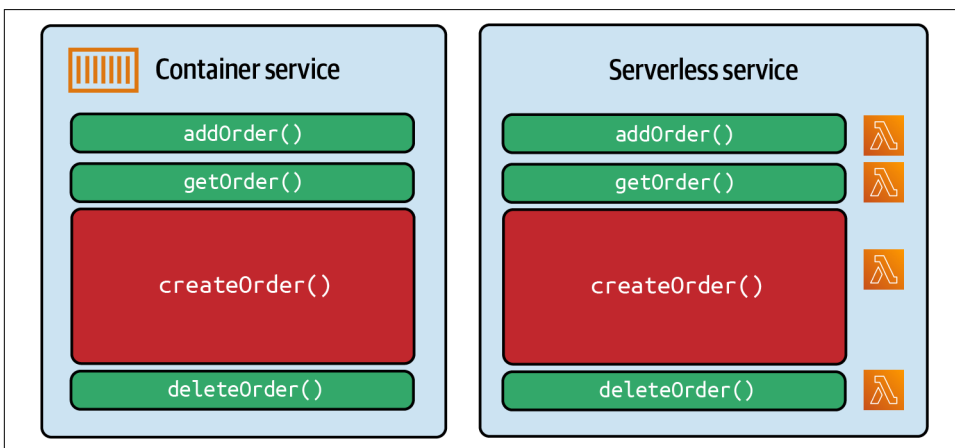 Container service
addOrder()
getOrder()
createOrder()
deleteOrder()
Serverless service
addOrder()
getOrder()
createOrder()
deleteOrder()